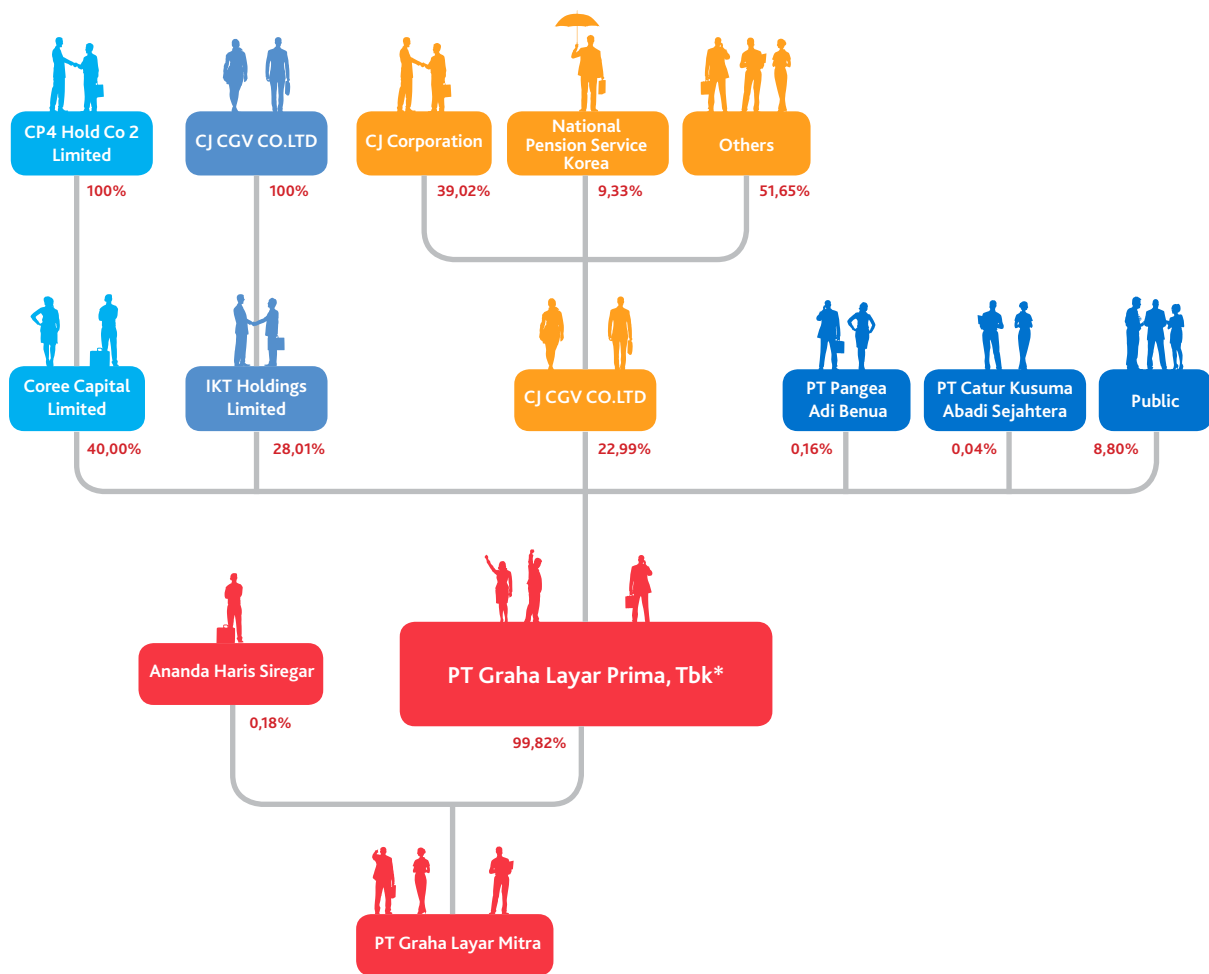 CP4 Hold Co 2
Limited
CJ CGV CO.LTD
CJ Corporation
National
Pension Service
Korea
Others
100%
100%
39,02%
9,33%
51,65%
Coree Capital
Limited
IKT Holdings
Limited
CJ CGV CO.LTD
PT Pangea
Adi Benua
PT Catur Kusuma
Abadi Sejahtera
Public
40,00%
28,01%
22,99%
0,16%
0,04%
8,80%
Ananda Haris Siregar
PT Graha Layar Prima, Tbk*
0,18%
99,82%
PT Graha Layar Mitra